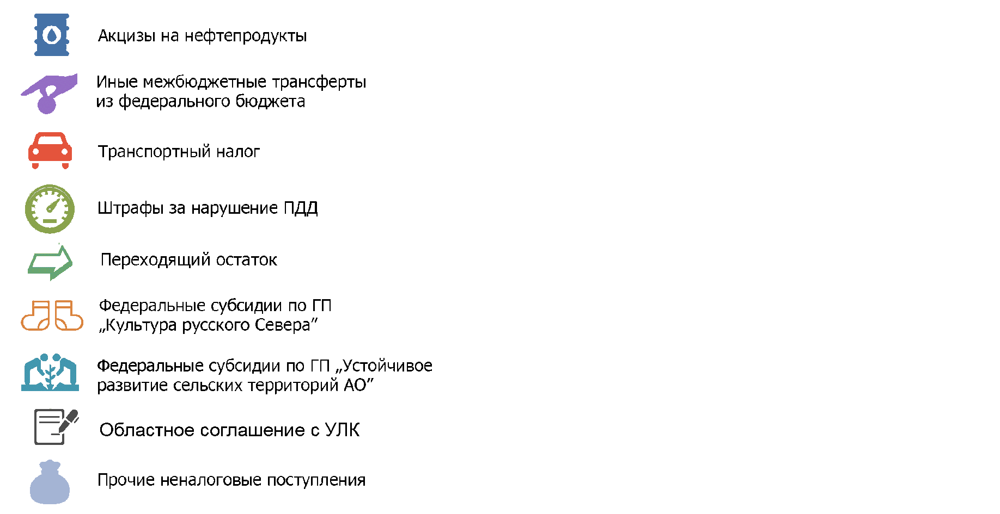 Акцизы на нефтепродукты
Иные межбюджетные трансферты
из федерального бюджета
Транспортный налог
Штрафы за нарушение ПДД
Переходящий остаток
Федеральные субсидии по ГП
„Культура русского Севера”
Федеральные субсидии по ГП „Устойчивое
развитие сельских территорий АО”
Областное соглашение с УЛК
Прочие неналоговые поступления